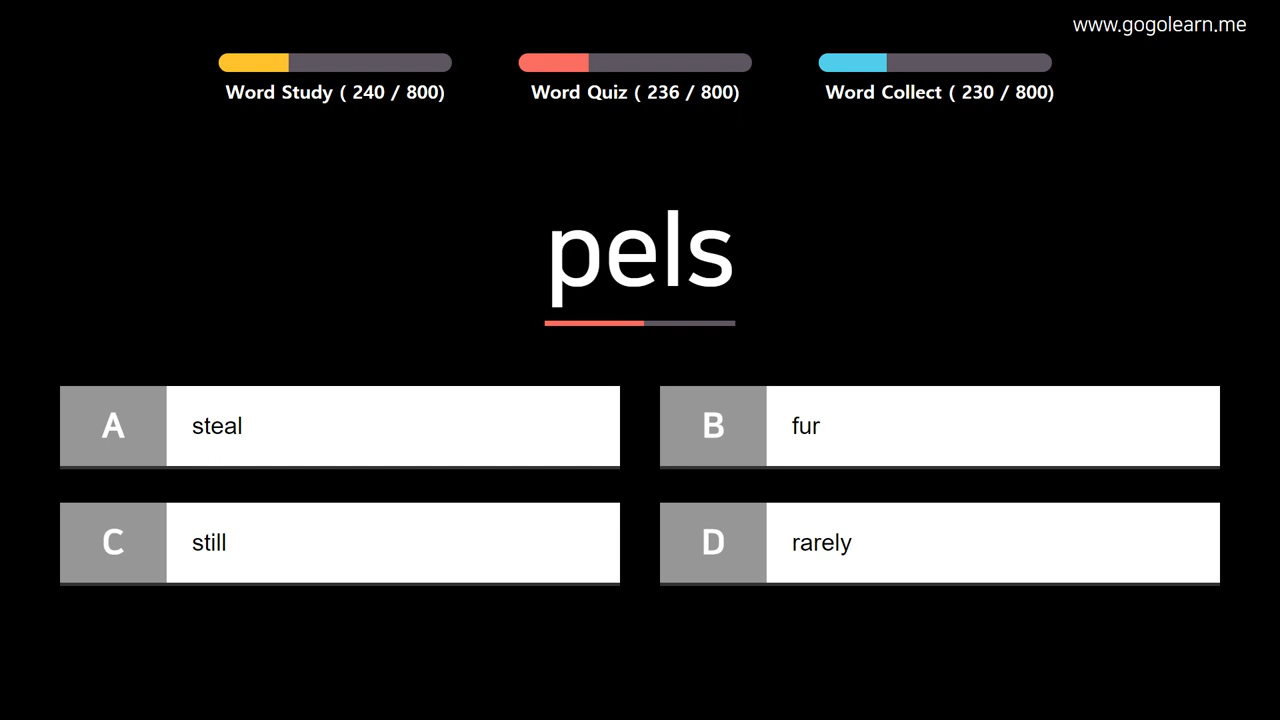 www.gogolearn.me
Word Study ( 240 / 800)
Word Quiz ( 236 / 800)
Word Collect ( 230 / 800)
pels
A
steal
B
fur
C
still
D
rarely